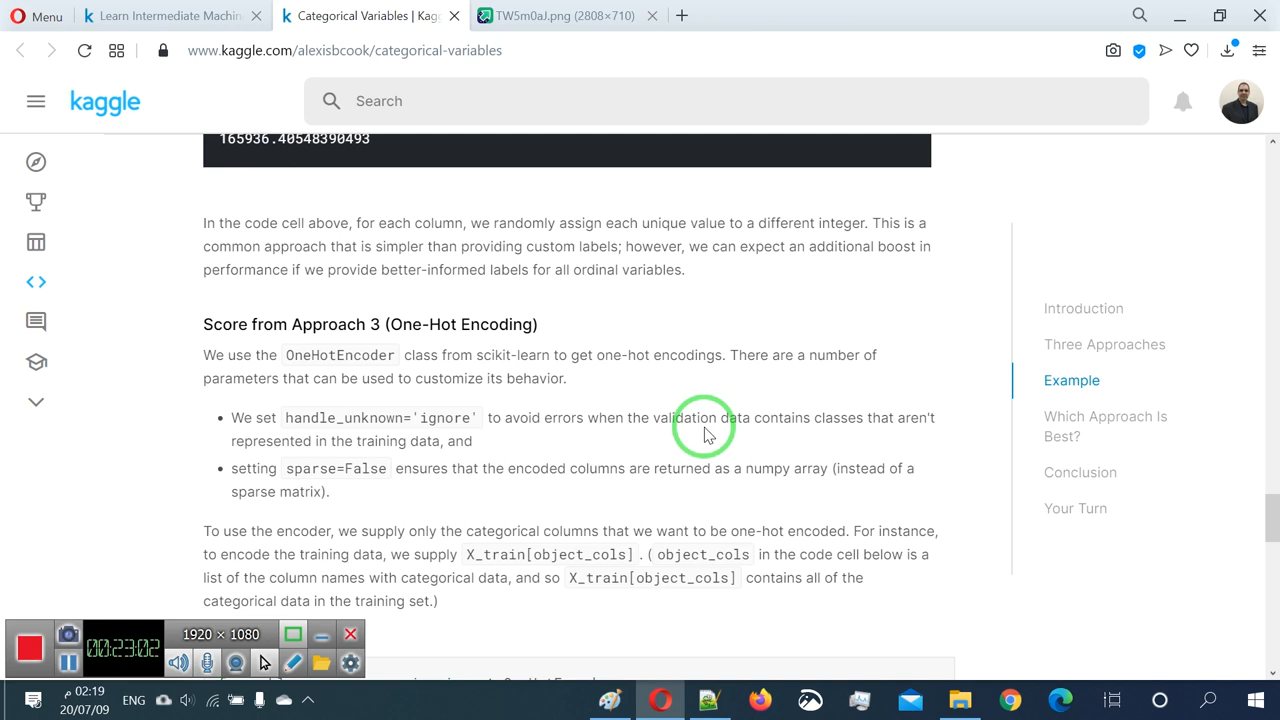 Menu
Learn Intermediate Machin
Categorical Variables | Kagg
TW5m0aJ.png (2808×710)
www.kaggle.com/alexisbcook/categorical-variables
kaggle
Search
165936.40548390493
In the code cell above, for each column, we randomly assign each unique value to a different integer. This is a
common approach that is simpler than providing custom labels; however, we can expect an additional boost in
performance if we provide better-informed labels for all ordinal variables.
Score from Approach 3 (One-Hot Encoding)
We use the OneHotEncoder class from scikit-learn to get one-hot encodings. There are a number of
parameters that can be used to customize its behavior.
• We set handle_unknown='ignore' to avoid errors when the validation data contains classes that aren't
represented in the training data, and
• setting sparse=False ensures that the encoded columns are returned as a numpy array (instead of a
sparse matrix).
To use the encoder, we supply only the categorical columns that we want to be one-hot encoded. For instance,
to encode the training data, we supply X_train[object_cols]. ( object_cols in the code cell below is a
list of the column names with categorical data, and so X_train[object_cols] contains all of the
categorical data in the training set.)
Introduction
Three Approaches
Example
Which Approach Is
Best?
Conclusion
Your Turn
1920 × 1080
00:23:02
ENG
02:19 م
20/07/09